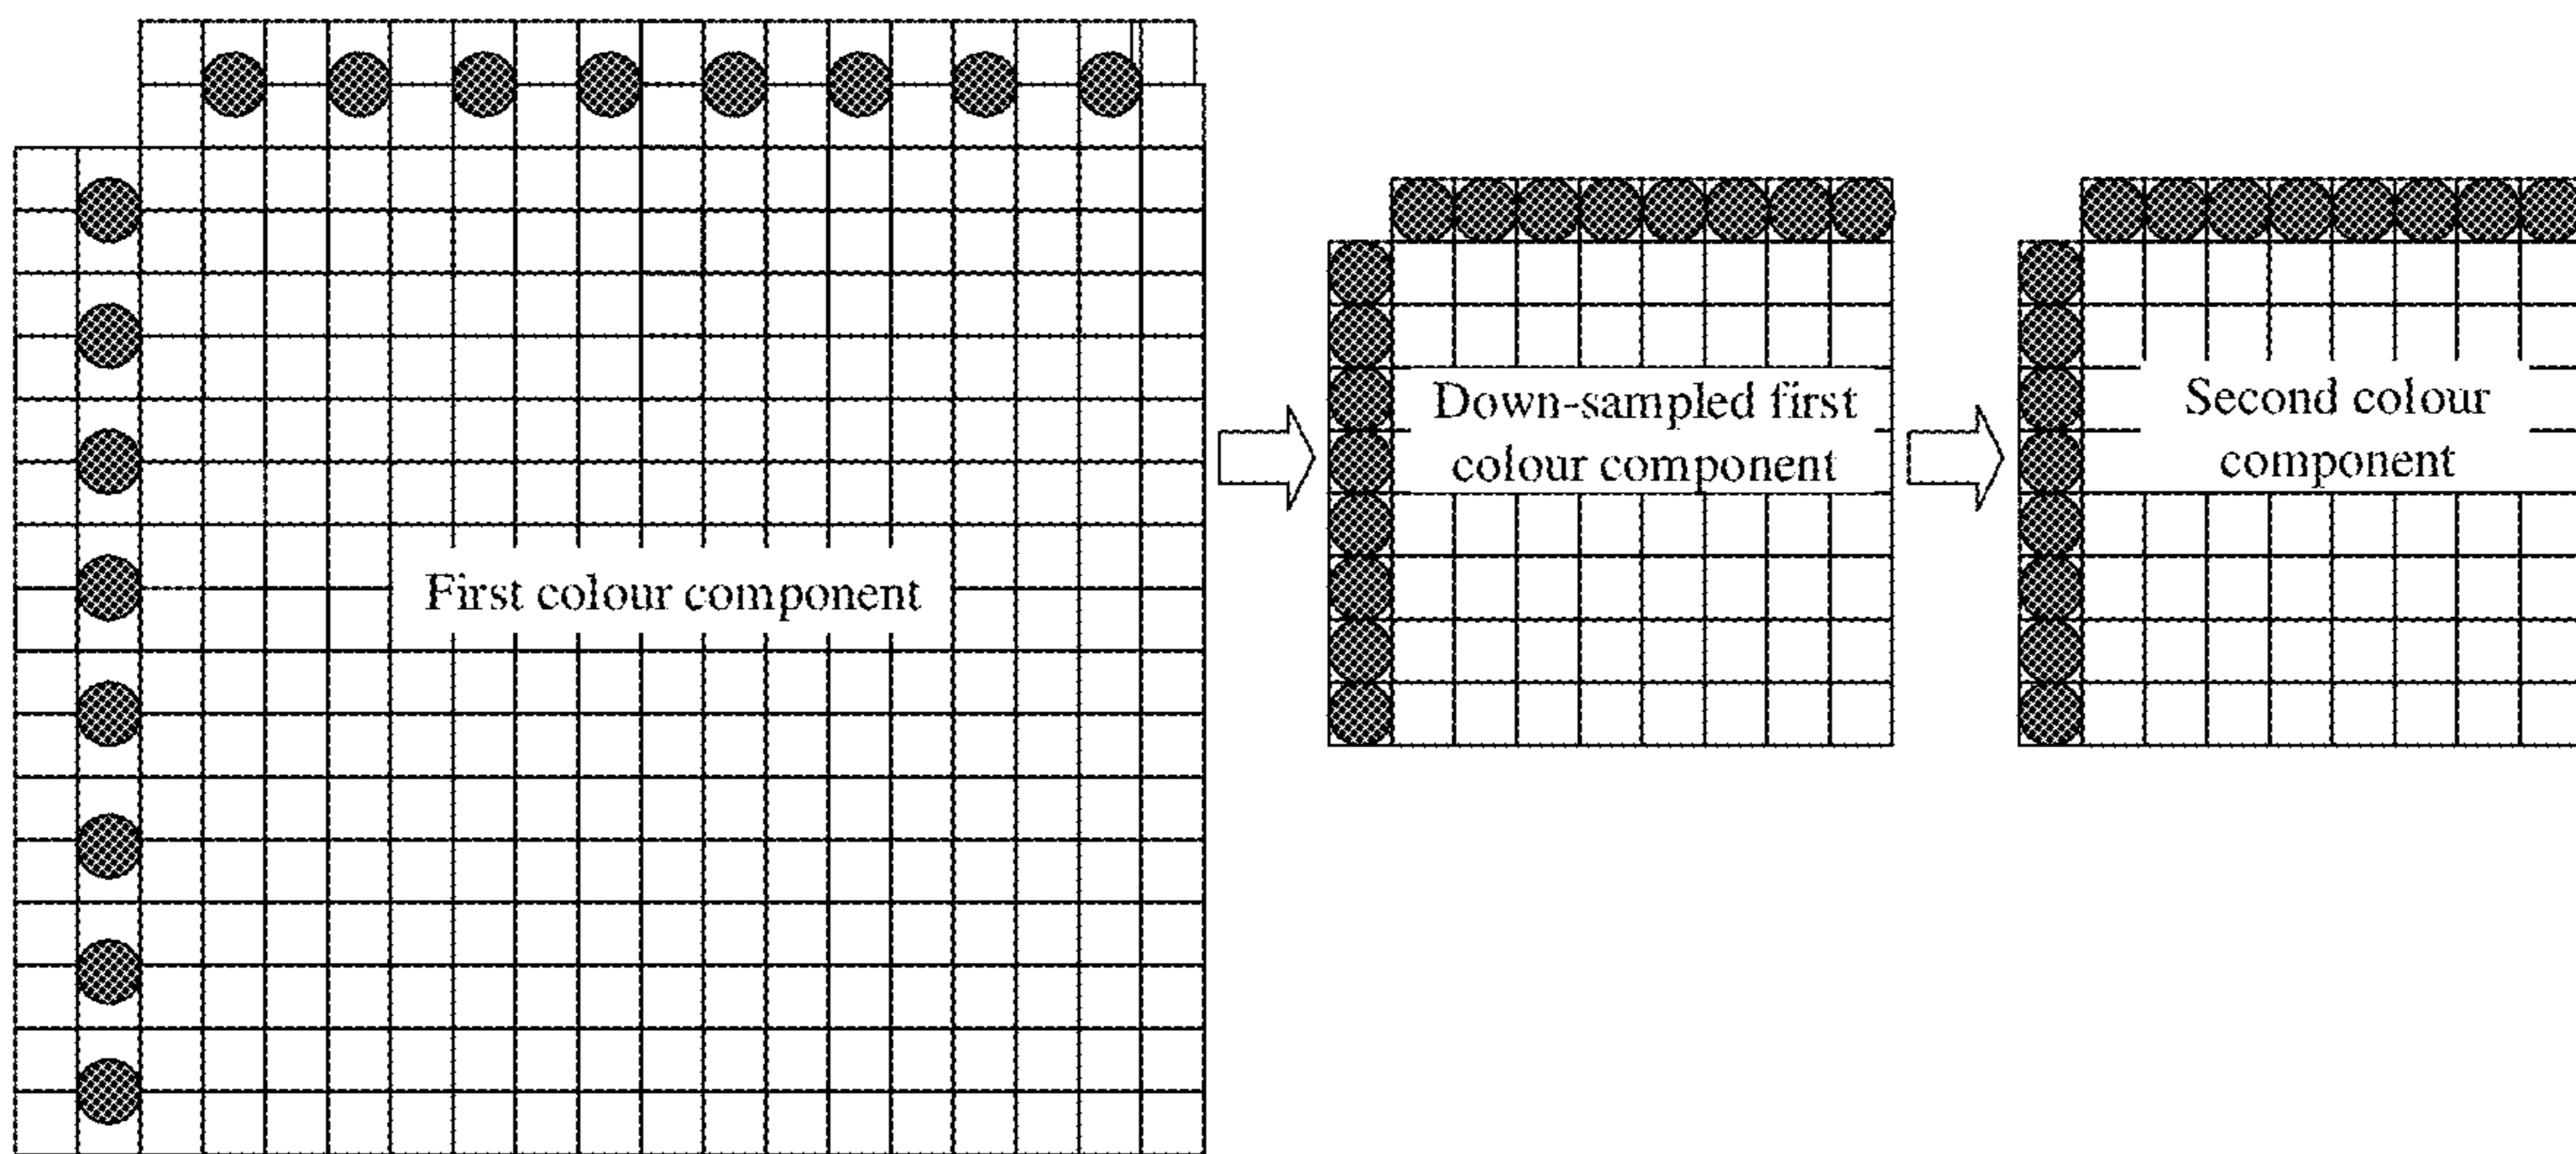 First colour component
Down-sampled first
colour component
Second colour
component